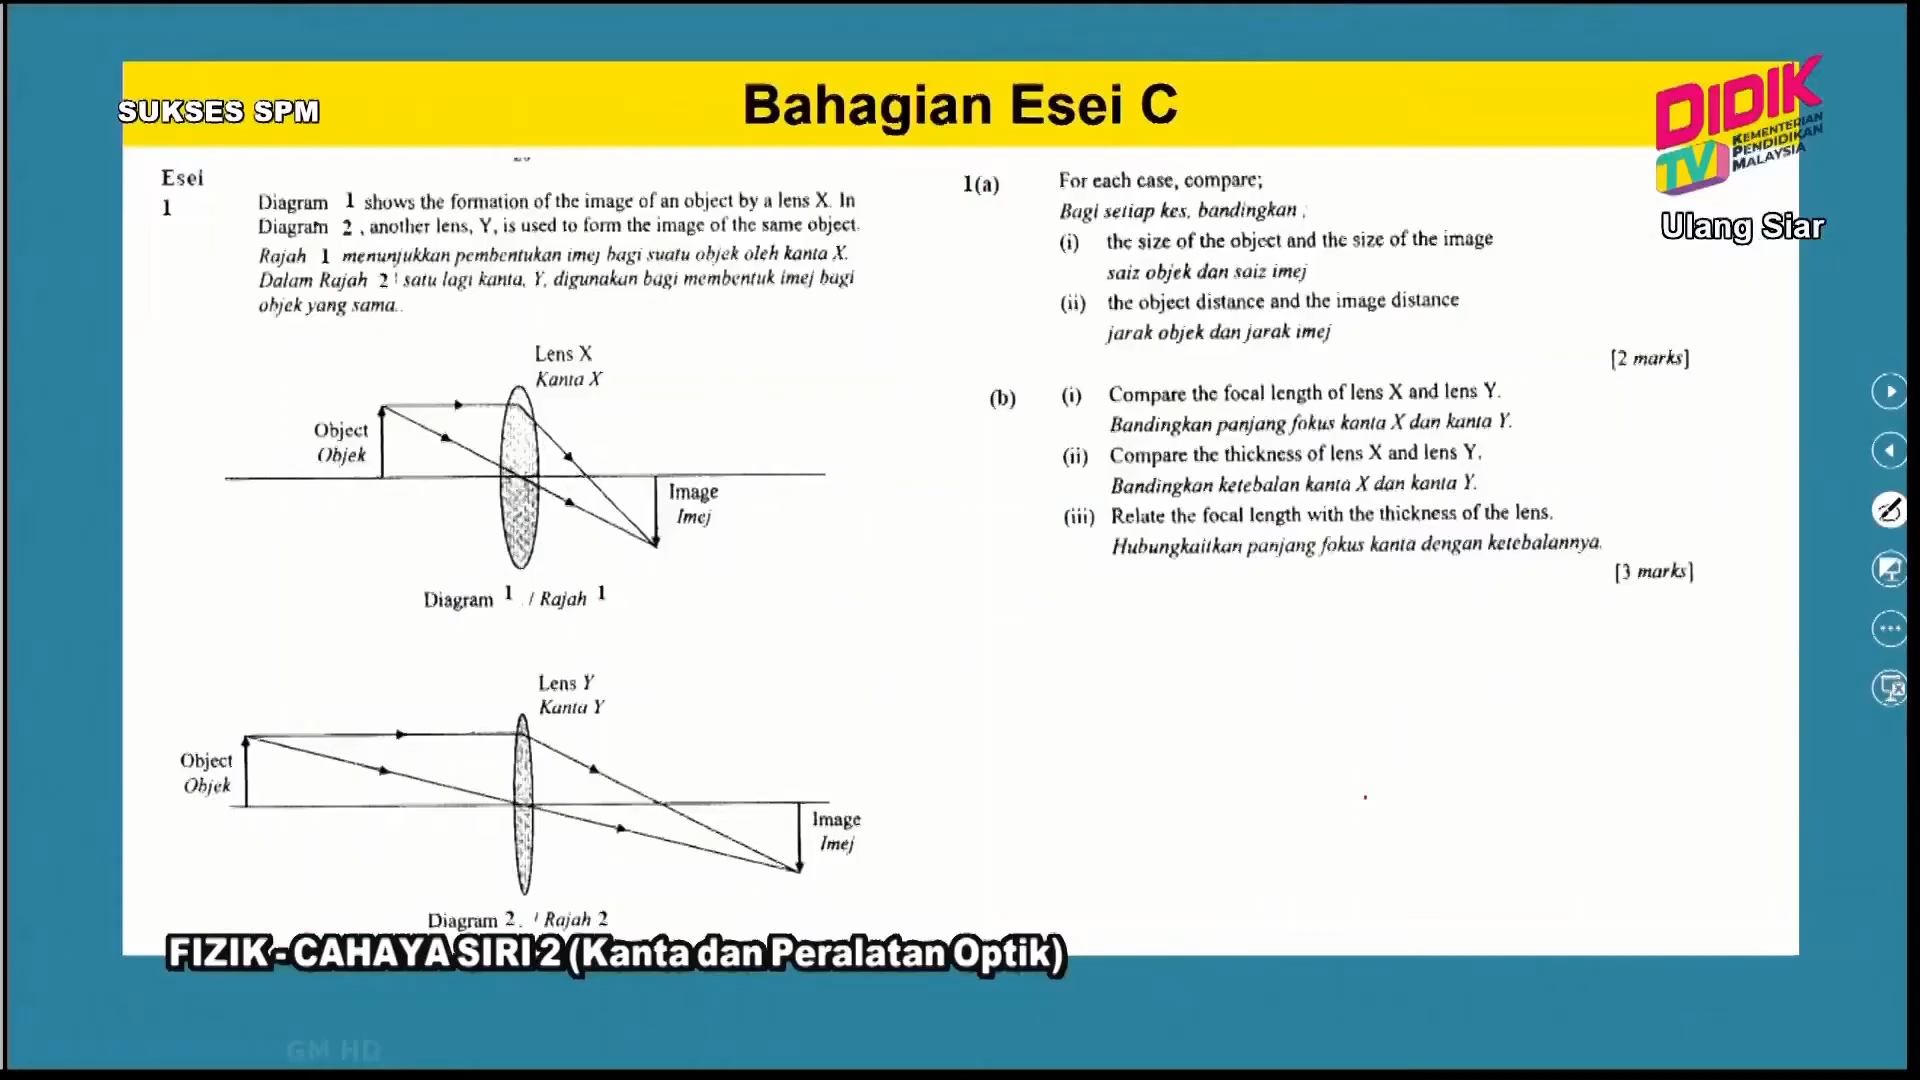 Bahagian Esei C
SUKSES SPM
DIDIK
TV
KEMENTERIAN
PENDIDIKAN
MALAYSIA
Ulang Siar
Esei
1
Diagram 1 shows the formation of the image of an object by a lens X. In
Diagram 2 , another lens, Y, is used to form the image of the same object.
Rajah 1 menunjukkan pembentukan imej bagi suatu objek oleh kanta X.
Dalam Rajah 2 satu lagi kanta, Y, digunakan bagi membentuk imej bagi
objek yang sama..
Lens X
Kanta X
Object
Objek
Image
Imej
Diagram 1 / Rajah 1
Lens Y
Kanta Y
Object
Objek
Image
Imej
Diagram 2. / Rajah 2
1(a) For each case, compare;
Bagi setiap kes, bandingkan ;
(i) the size of the object and the size of the image
saiz objek dan saiz imej
(ii) the object distance and the image distance
jarak objek dan jarak imej
[2 marks]
(b) (i) Compare the focal length of lens X and lens Y.
Bandingkan panjang fokus kanta X dan kanta Y.
(ii) Compare the thickness of lens X and lens Y.
Bandingkan ketebalan kanta X dan kanta Y.
(iii) Relate the focal length with the thickness of the lens.
Hubungkaitkan panjang fokus kanta dengan ketebalannya.
[3 marks]
FIZIK - CAHAYA SIRI 2 (Kanta dan Peralatan Optik)
GM HD